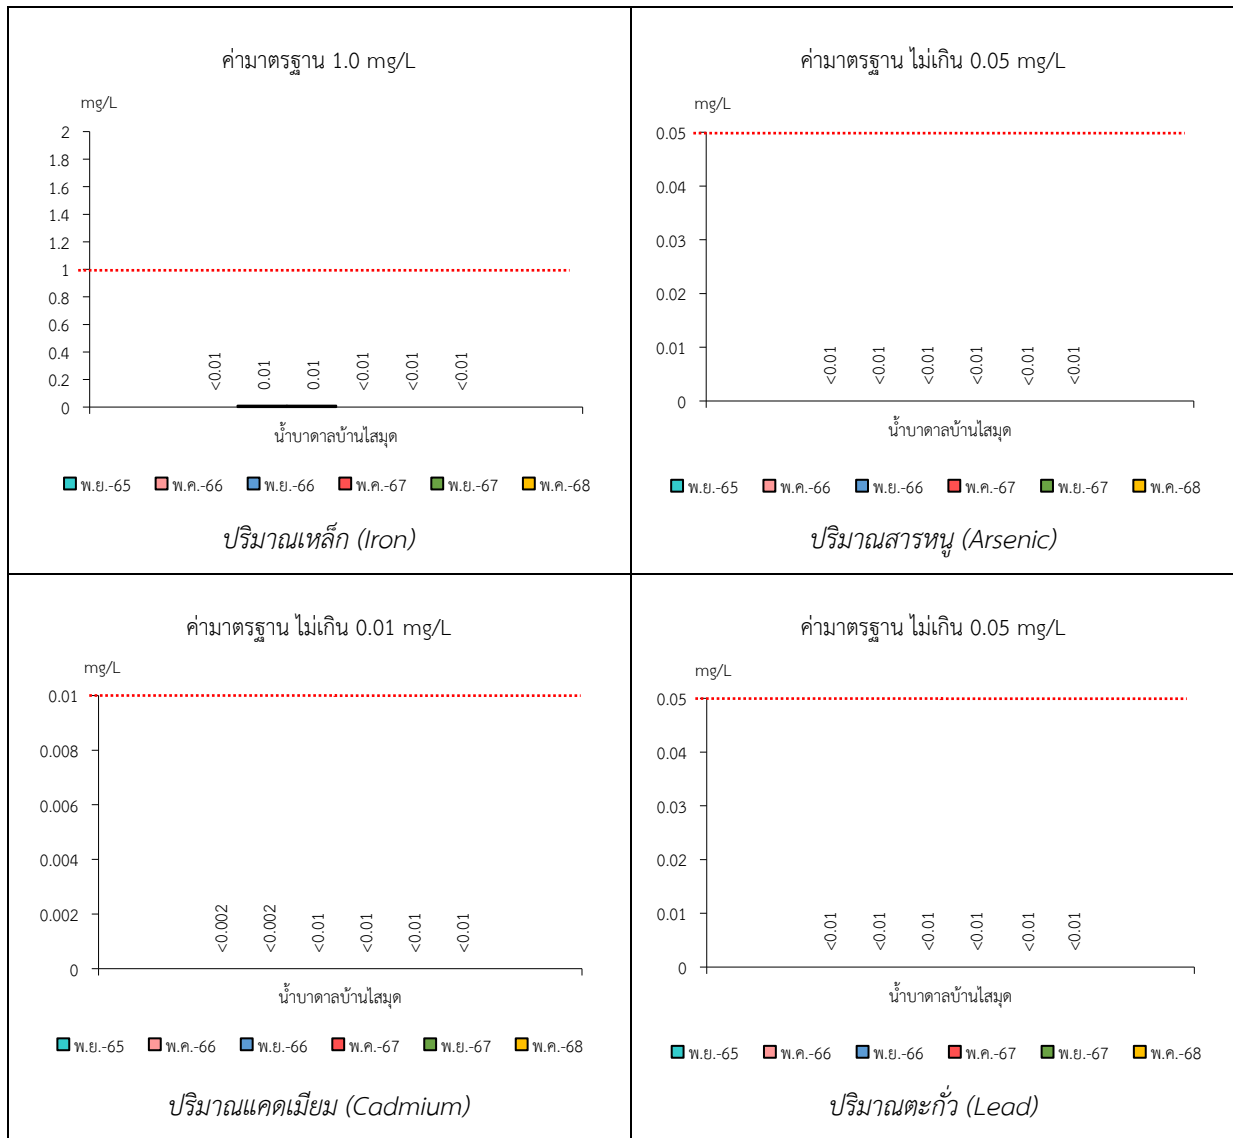 ค่ามาตรฐาน 1.0 mg/L
mg/L
2
1.8
1.6
1.4
1.2
1
0.8
0.6
0.4
0.2
0
<0.01 0.01 0.01 <0.01 <0.01 <0.01
น้ำบาดาลบ้านไสมุด
พ.ย.-65 พ.ค.-66 พ.ย.-66 พ.ค.-67 พ.ย.-67 พ.ค.-68
ปริมาณเหล็ก (Iron)
ค่ามาตรฐาน ไม่เกิน 0.05 mg/L
mg/L
0.05
0.04
0.03
0.02
0.01
0
<0.01 <0.01 <0.01 <0.01 <0.01 <0.01
น้ำบาดาลบ้านไสมุด
พ.ย.-65 พ.ค.-66 พ.ย.-66 พ.ค.-67 พ.ย.-67 พ.ค.-68
ปริมาณสารหนู (Arsenic)
ค่ามาตรฐาน ไม่เกิน 0.01 mg/L
mg/L
0.01
0.008
0.006
0.004
0.002
0
<0.002 <0.002 <0.01 <0.01 <0.01 <0.01
น้ำบาดาลบ้านไสมุด
พ.ย.-65 พ.ค.-66 พ.ย.-66 พ.ค.-67 พ.ย.-67 พ.ค.-68
ปริมาณแคดเมียม (Cadmium)
ค่ามาตรฐาน ไม่เกิน 0.05 mg/L
mg/L
0.05
0.04
0.03
0.02
0.01
0
<0.01 <0.01 <0.01 <0.01 <0.01 <0.01
น้ำบาดาลบ้านไสมุด
พ.ย.-65 พ.ค.-66 พ.ย.-66 พ.ค.-67 พ.ย.-67 พ.ค.-68
ปริมาณตะกั่ว (Lead)